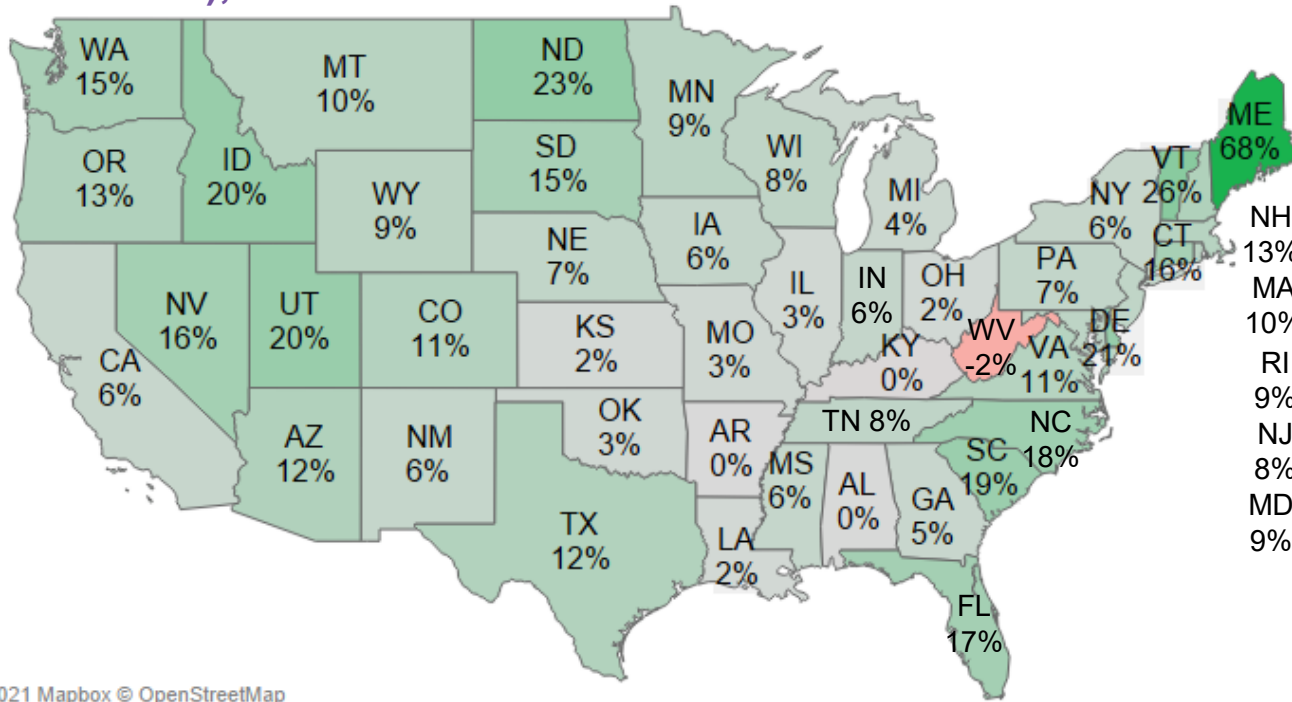 WA
15%
MT
10%
ND
23%
MN
9%
ME
68%
OR
13%
ID
20%
WY
9%
SD
15%
WI
8%
MI
4%
VT
26%
NY
6%
NH
13%
CT
16%
NE
7%
IA
6%
PA
7%
MA
10%
NV
16%
UT
20%
CO
11%
KS
2%
MO
3%
IL
3%
IN
6%
OH
2%
WV
-2%
VA
11%
DE
21%
RI
9%
CA
6%
KY
0%
NJ
8%
AZ
12%
NM
6%
OK
3%
AR
0%
TN 8%
NC
18%
SC
19%
MD
9%
MS
6%
AL
0%
GA
5%
TX
12%
LA
2%
FL
17%
021 Mapbox © OpenStreetMap